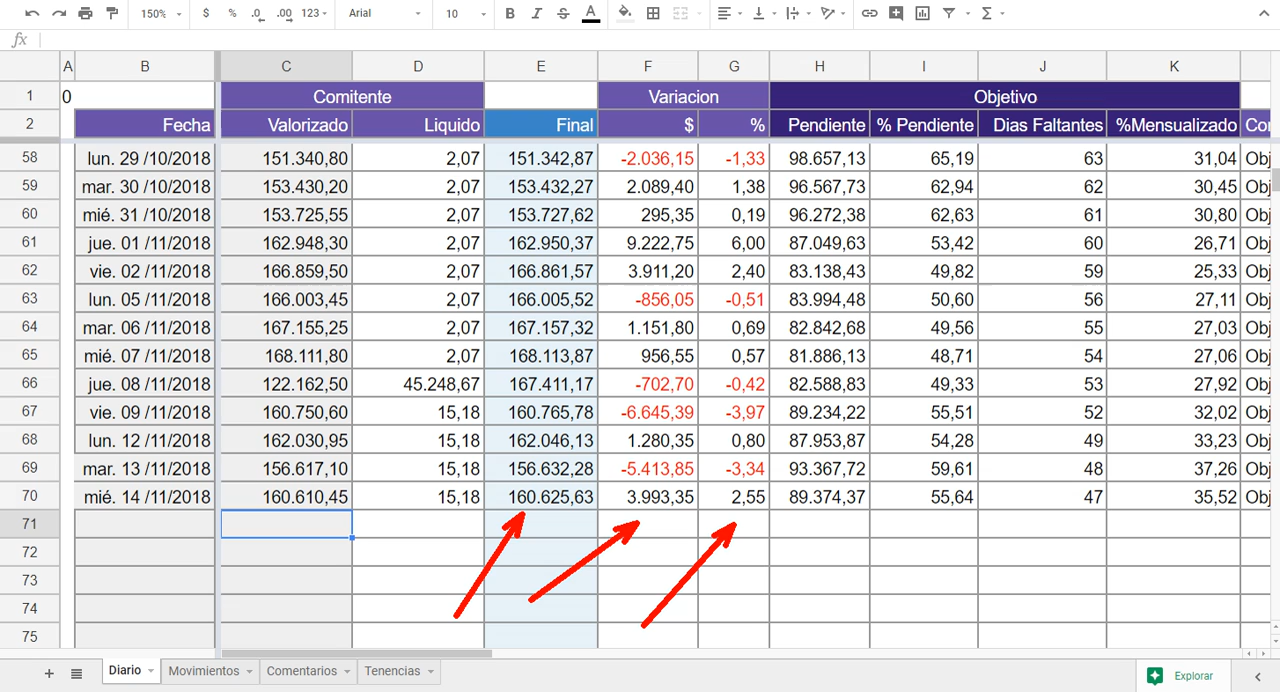 150% $ % .0 .00 123 Arial 10 B I S A Σ
fx
A B C D E F G H I J K
1 0 Comitente Variacion Objetivo
2 Fecha Valorizado Liquido Final $ % Pendiente % Pendiente Dias Faltantes %Mensualizado Co
58 lun. 29 /10/2018 151.340,80 2,07 151.342,87 -2.036,15 -1,33 98.657,13 65,19 63 31,04 Obj
59 mar. 30 /10/2018 153.430,20 2,07 153.432,27 2.089,40 1,38 96.567,73 62,94 62 30,45 Obj
60 mié. 31 /10/2018 153.725,55 2,07 153.727,62 295,35 0,19 96.272,38 62,63 61 30,80 Obj
61 jue. 01 /11/2018 162.948,30 2,07 162.950,37 9.222,75 6,00 87.049,63 53,42 60 26,71 Obj
62 vie. 02 /11/2018 166.859,50 2,07 166.861,57 3.911,20 2,40 83.138,43 49,82 59 25,33 Obj
63 lun. 05 /11/2018 166.003,45 2,07 166.005,52 -856,05 -0,51 83.994,48 50,60 56 27,11 Obj
64 mar. 06 /11/2018 167.155,25 2,07 167.157,32 1.151,80 0,69 82.842,68 49,56 55 27,03 Obj
65 mié. 07 /11/2018 168.111,80 2,07 168.113,87 956,55 0,57 81.886,13 48,71 54 27,06 Obj
66 jue. 08 /11/2018 122.162,50 45.248,67 167.411,17 -702,70 -0,42 82.588,83 49,33 53 27,92 Obj
67 vie. 09 /11/2018 160.750,60 15,18 160.765,78 -6.645,39 -3,97 89.234,22 55,51 52 32,02 Obj
68 lun. 12 /11/2018 162.030,95 15,18 162.046,13 1.280,35 0,80 87.953,87 54,28 49 33,23 Obj
69 mar. 13 /11/2018 156.617,10 15,18 156.632,28 -5.413,85 -3,34 93.367,72 59,61 48 37,26 Obj
70 mié. 14 /11/2018 160.610,45 15,18 160.625,63 3.993,35 2,55 89.374,37 55,64 47 35,52 Obj
71
72
73
74
75
Diario Movimientos Comentarios Tenencias Explorar